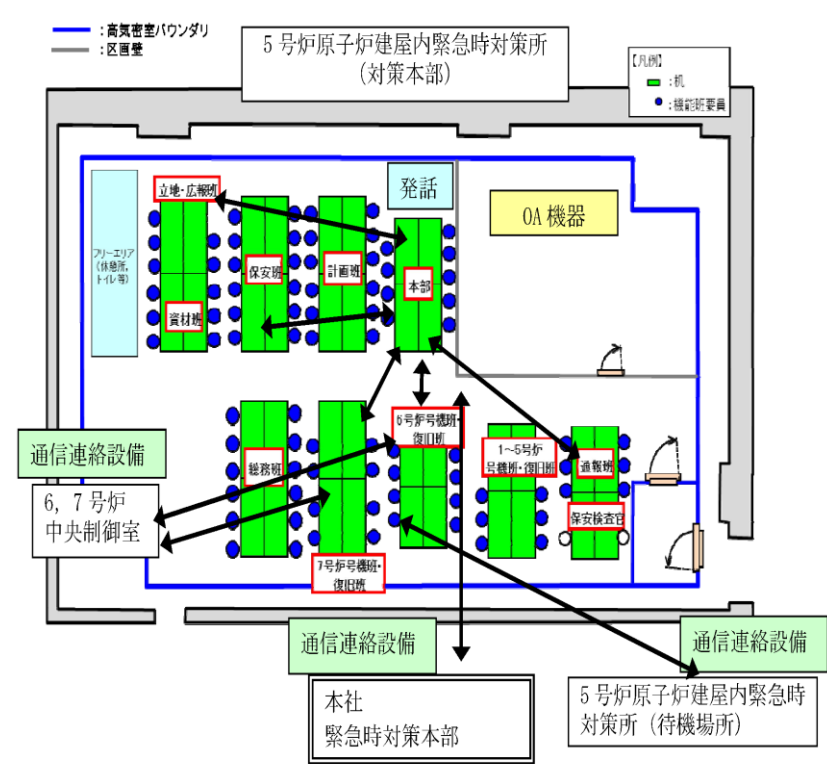 :高気密室バウンダリ
:区画壁
5号炉原子炉建屋内緊急時対策所
(対策本部)
【凡例】
:机
:機能班要員
立地・広報班
発話
OA機器
フリーエリア
(休憩所,
トイレ等)
保安班
計画班
本部
資材班
6号炉号機班・
復旧班
1～5号炉
号機班・復旧班
通報班
総務班
保安検査官
通信連絡設備
6,7号炉
中央制御室
7号炉号機班・
復旧班
通信連絡設備
通信連絡設備
本社
緊急時対策本部
5号炉原子炉建屋内緊急時
対策所(待機場所)